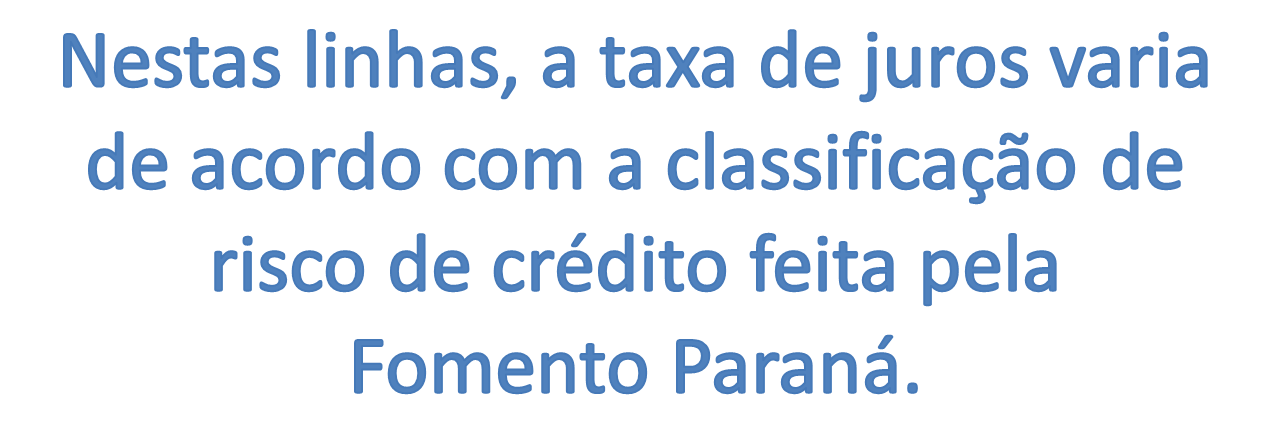 Nestas linhas, a taxa de juros varia
de acordo com a classificação de
risco de crédito feita pela
Fomento Paraná.